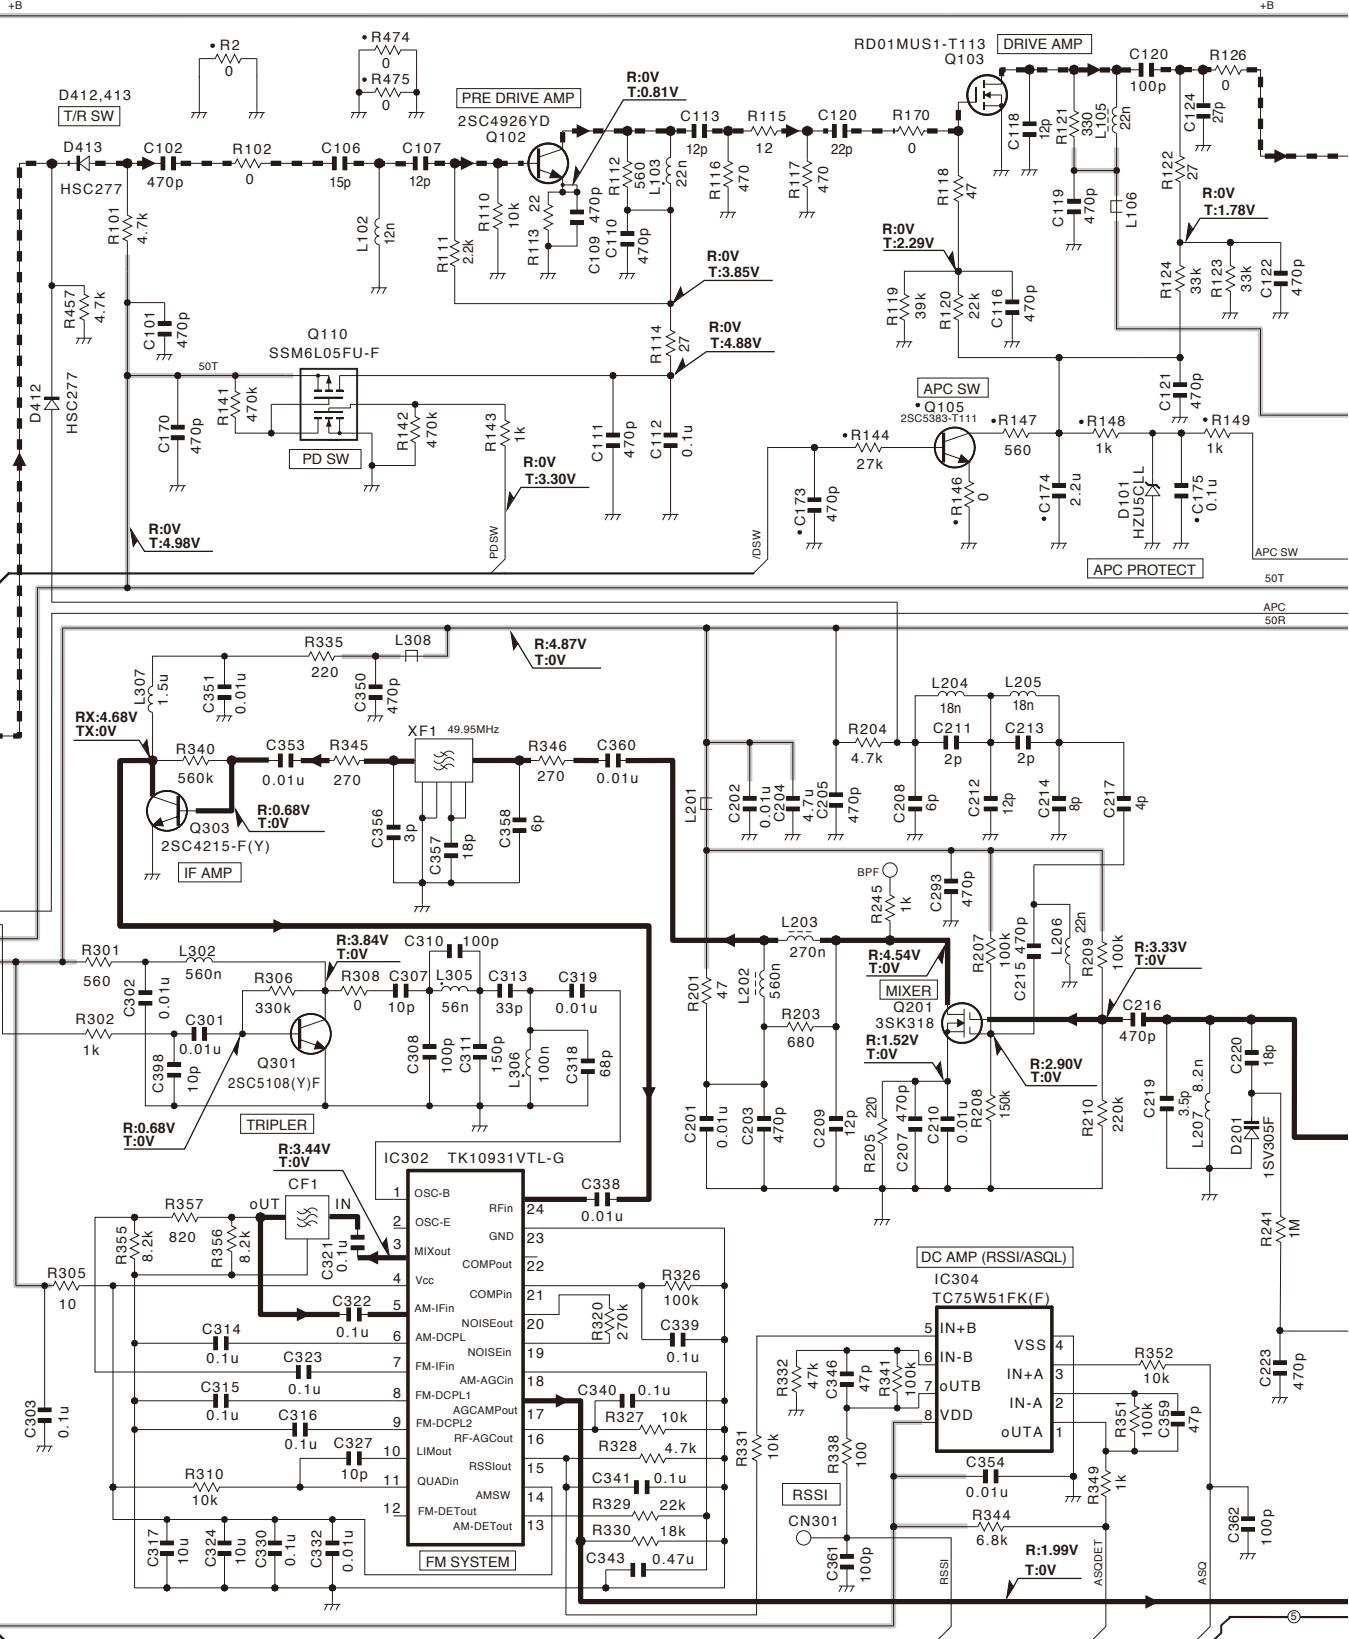 +B
+B
• R2
0
• R474
0
• R475
0
D412,413
T/R SW
D413
HSC277
C102
470p
R102
0
C106
15p
C107
12p
PRE DRIVE AMP
2SC4926YD
Q102
R:0V
T:0.81V
R101
4.7k
L102
12n
R111
2.2k
R110
10k
R113
22
C109
470p
C110
470p
R112
560
L103
22n
C113
12p
R115
12
C120
22p
R116
470
R117
470
R170
0
RD01MUS1-T113
Q103
DRIVE AMP
C118
12p
R121
330
L105
22n
C120
100p
R126
0
C124
27p
R118
47
C119
470p
L106
R122
27
R:0V
T:1.78V
R:0V
T:2.29V
R119
39k
R120
22k
C116
470p
R124
33k
R123
33k
C122
470p
R:0V
T:3.85V
R114
27
R:0V
T:4.88V
R457
4.7k
C101
470p
Q110
SSM6L05FU-F
50T
D412
HSC277
C170
470p
R141
470k
PD SW
R142
470k
R143
1k
C111
470p
C112
0.1u
R:0V
T:3.30V
R:0V
T:4.98V
PDSW
/DSW
APC SW
• Q105
2SC5383-T111
• R144
27k
• C173
470p
• R146
0
• R147
560
• C174
2.2u
• R148
1k
C121
470p
• R149
1k
D101
HZU5CLL
• C175
0.1u
APC PROTECT
APC SW
50T
APC
50R
R:4.87V
T:0V
L307
1.5u
C351
0.01u
R335
220
L308
C350
470p
RX:4.68V
TX:0V
R340
560k
C353
0.01u
R345
270
XF1
49.95MHz
R346
270
C360
0.01u
Q303
2SC4215-F(Y)
IF AMP
R:0.68V
T:0V
C356
3p
C357
18p
C358
6p
L201
C202
0.01u
C204
4.7u
C205
470p
R204
4.7k
L204
18n
L205
18n
C211
2p
C213
2p
C208
6p
C212
12p
C214
8p
C217
4p
BPF
R245
1k
C293
470p
R207
100k
C215
470p
L206
22n
R209
100k
R:3.33V
T:0V
R301
560
L302
560n
C302
0.01u
R302
1k
C301
0.01u
C398
10p
R306
330k
R:3.84V
T:0V
R308
0
C307
10p
C310
100p
L305
56n
C313
33p
C319
0.01u
Q301
2SC5108(Y)F
TRIPLER
C308
100p
C311
150p
L306
100n
C318
68p
R:0.68V
T:0V
L203
270n
R201
47
L202
560n
R203
680
R:4.54V
T:0V
MIXER
Q201
3SK318
R:1.52V
T:0V
R:2.90V
T:0V
C216
470p
C201
0.01u
C203
470p
C209
12p
R205
220
C207
470p
C210
0.01u
R208
150k
R210
220k
C219
3.5p
L207
8.2n
C220
18p
D201
1SV305F
R241
1M
C223
470p
R:3.44V
T:0V
CF1
oUT
IN
R357
820
R355
8.2k
R356
8.2k
C321
0.1u
IC302
TK10931VTL-G
1 OSC-B
2 OSC-E
3 MIXout
4 Vcc
5 AM-IFin
6 AM-DCPL
7 FM-IFin
8 FM-DCPL1
9 FM-DCPL2
10 LIMout
11 QUADin
12 FM-DETout
RFin 24
GND 23
COMPout 22
COMPin 21
NOISEout 20
NOISEin 19
AM-AGCin 18
AGCAMPout 17
RF-AGCout 16
RSSIout 15
AMSW 14
AM-DETout 13
FM SYSTEM
C338
0.01u
R305
10
C303
0.1u
C322
0.1u
C314
0.1u
C323
0.1u
C315
0.1u
C316
0.1u
C327
10p
R310
10k
C317
10u
C324
10u
C330
0.1u
C332
0.01u
R326
100k
R320
270k
C339
0.1u
C340
0.1u
R327
10k
R328
4.7k
C341
0.1u
R329
22k
R330
18k
C343
0.47u
R331
10k
DC AMP (RSSI/ASQL)
IC304
TC75W51FK(F)
5 IN+B
6 IN-B
7 oUTB
8 VDD
VSS 4
IN+A 3
IN-A 2
oUTA 1
R332
47k
C346
47p
R341
100k
R338
100
R352
10k
R351
100k
C359
47p
R349
1k
C354
0.01u
R344
6.8k
RSSI
CN301
C361
100p
C362
100p
R:1.99V
T:0V
RSSI
ASQDET
ASQ
5